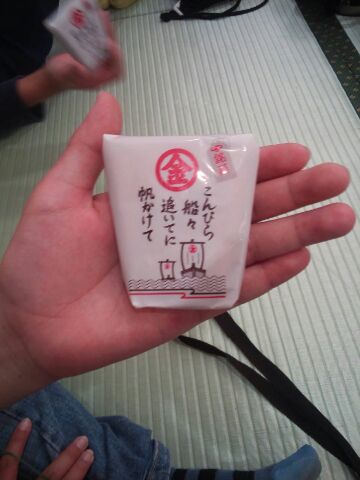 金
こんぴら
船々
追いてに
帆かけて